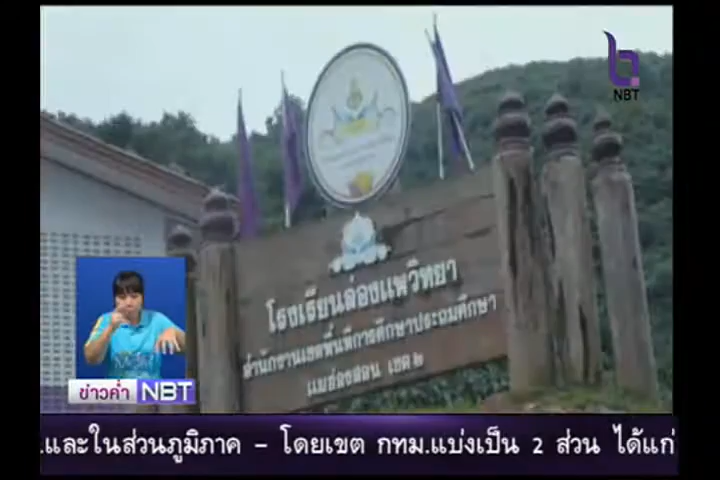 NBT
โรงเรียนล่องแพวิทยา
สำนักงานเขตพื้นที่การศึกษาประถมศึกษา
แม่ฮ่องสอน เขต ๒
ข่าวค่ำ NBT
.และในส่วนภูมิภาค – โดยเขต กทม.แบ่งเป็น 2 ส่วน ได้แก่